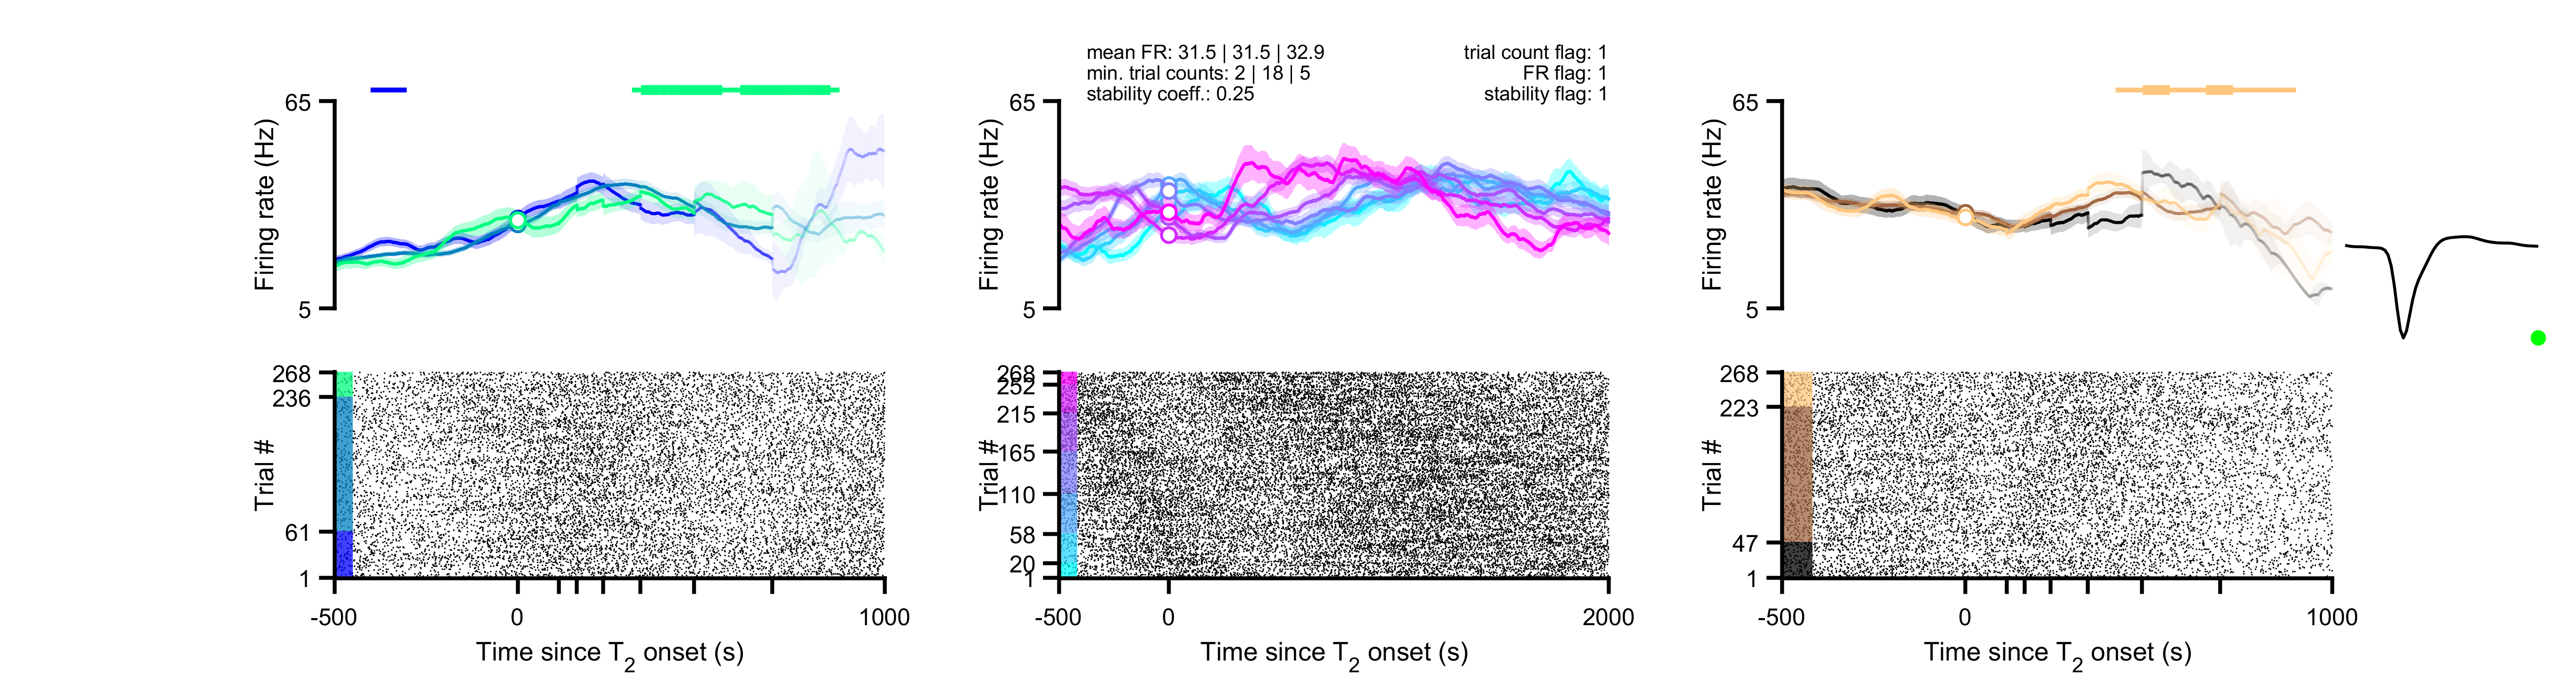 mean FR: 31.5 | 31.5 | 32.9
min. trial counts: 2 | 18 | 5
stability coeff.: 0.25
trial count flag: 1
FR flag: 1
stability flag: 1
65
5
Firing rate (Hz)
65
5
Firing rate (Hz)
65
5
Firing rate (Hz)
268
236
61
1
Trial #
-500
0
1000
Time since T2 onset (s)
268
252
215
165
110
58
20
1
Trial #
-500
0
2000
Time since T2 onset (s)
268
223
47
1
Trial #
-500
0
1000
Time since T2 onset (s)